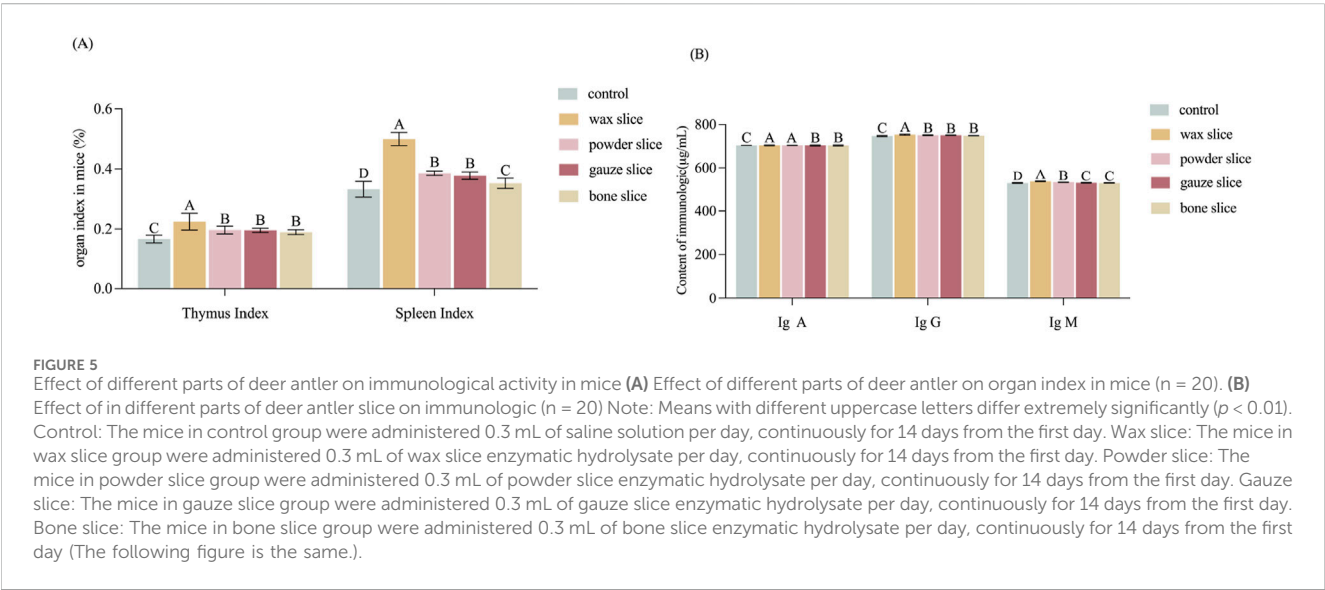 (A)
organ index in mice (%)
0.6
0.4
0.2
0.0
C
A
B
B
B
D
A
B
B
C
Thymus Index
Spleen Index
control
wax slice
powder slice
gauze slice
bone slice
(B)
Content of immunologic(μg/mL)
800
600
400
200
0
C
A
A
B
B
C
A
B
B
B
D
A
B
C
C
Ig A
Ig G
Ig M
control
wax slice
powder slice
gauze slice
bone slice
FIGURE 5
Effect of different parts of deer antler on immunological activity in mice (A) Effect of different parts of deer antler on organ index in mice (n = 20). (B)
Effect of in different parts of deer antler slice on immunologic (n = 20) Note: Means with different uppercase letters differ extremely significantly (p < 0.01).
Control: The mice in control group were administered 0.3 mL of saline solution per day, continuously for 14 days from the first day. Wax slice: The mice in
wax slice group were administered 0.3 mL of wax slice enzymatic hydrolysate per day, continuously for 14 days from the first day. Powder slice: The
mice in powder slice group were administered 0.3 mL of powder slice enzymatic hydrolysate per day, continuously for 14 days from the first day. Gauze
slice: The mice in gauze slice group were administered 0.3 mL of gauze slice enzymatic hydrolysate per day, continuously for 14 days from the first day.
Bone slice: The mice in bone slice group were administered 0.3 mL of bone slice enzymatic hydrolysate per day, continuously for 14 days from the first
day (The following figure is the same.).